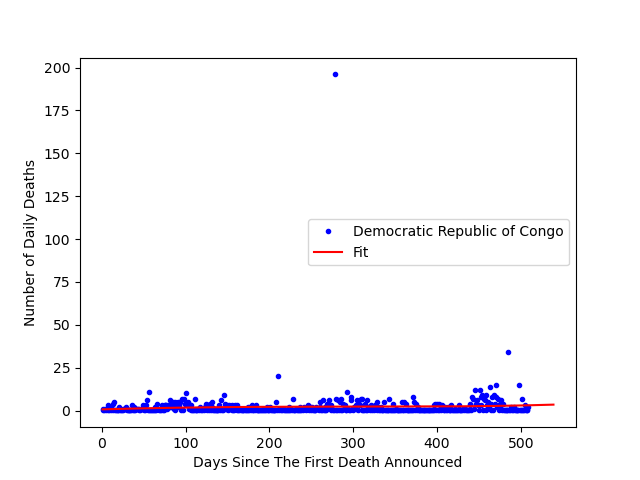 200
175
150
125
100
75
50
25
0
Number of Daily Deaths
Democratic Republic of Congo
Fit
0 100 200 300 400 500
Days Since The First Death Announced